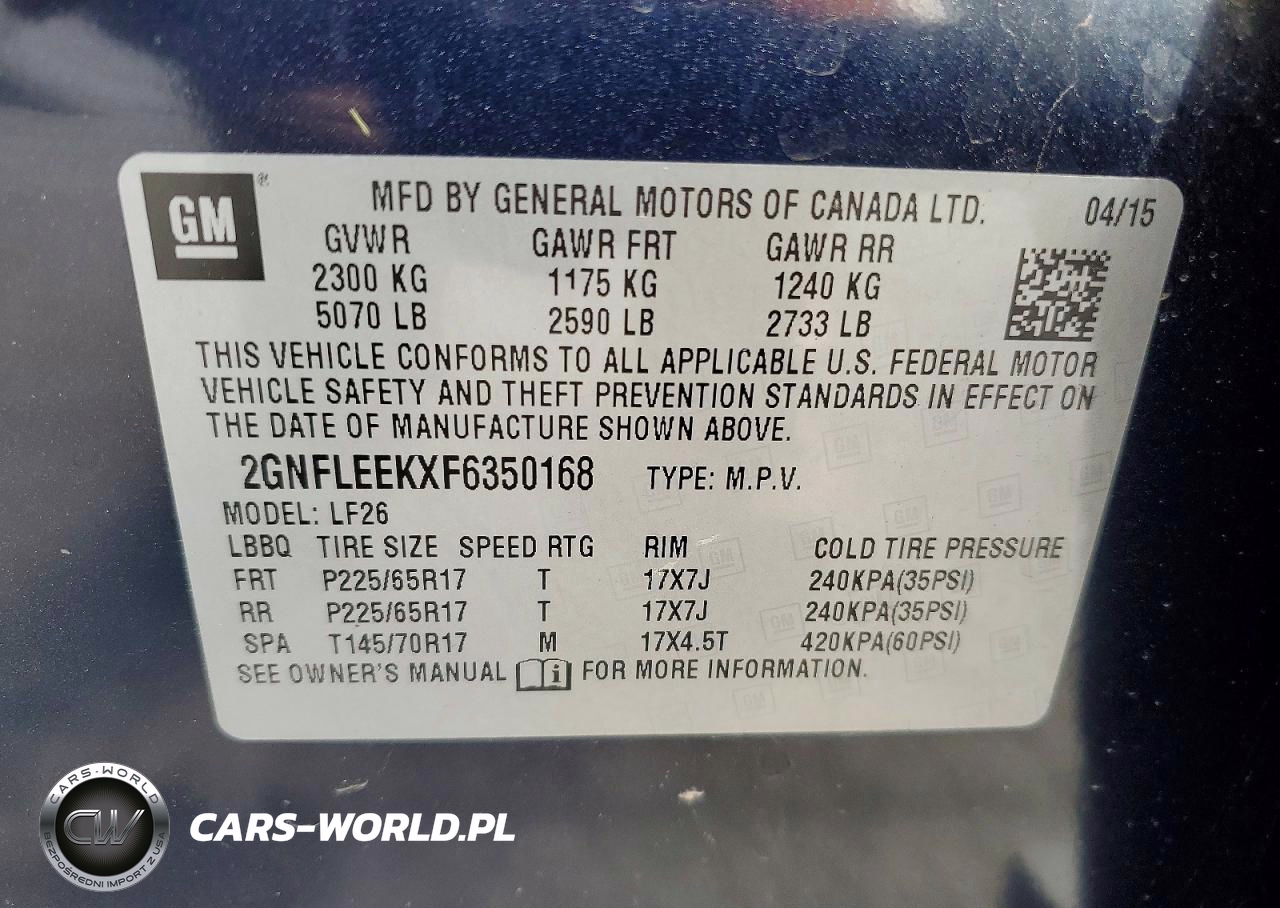 GM®
MFD BY GENERAL MOTORS OF CANADA LTD. 04/15
GVWR GAWR FRT GAWR RR
2300 KG 1175 KG 1240 KG
5070 LB 2590 LB 2733 LB
THIS VEHICLE CONFORMS TO ALL APPLICABLE U.S. FEDERAL MOTOR
VEHICLE SAFETY AND THEFT PREVENTION STANDARDS IN EFFECT ON
THE DATE OF MANUFACTURE SHOWN ABOVE.
2GNFLEEKXF6350168 TYPE: M.P.V.
MODEL: LF26
LBBQ TIRE SIZE SPEED RTG RIM COLD TIRE PRESSURE
FRT P225/65R17 T 17X7J 240KPA(35PSI)
RR P225/65R17 T 17X7J 240KPA(35PSI)
SPA T145/70R17 M 17X4.5T 420KPA(60PSI)
SEE OWNER'S MANUAL i FOR MORE INFORMATION.
CARS-WORLD
CW
BEZPOŚREDNI IMPORT Z USA
CARS-WORLD.PL